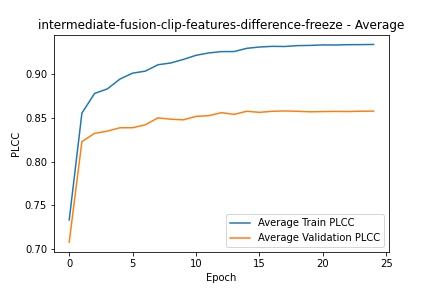 intermediate-fusion-clip-features-difference-freeze - Average
PLCC
0.90
0.85
0.80
0.75
0.70
Average Train PLCC
Average Validation PLCC
0 5 10 15 20 25
Epoch